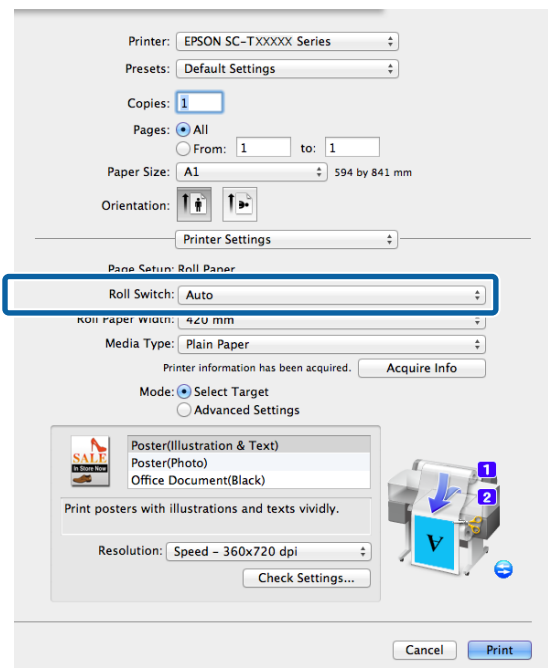 Printer: EPSON SC-TXXXXX Series
Presets: Default Settings
Copies: 1
Pages: All
From: 1 to: 1
Paper Size: A1 594 by 841 mm
Orientation:
Printer Settings
Page Setup: Roll Paper
Roll Switch: Auto
Roll Paper Width: 420 mm
Media Type: Plain Paper
Printer information has been acquired. Acquire Info
Mode: Select Target
Advanced Settings
SALE
In Store Now
Poster(Illustration & Text)
Poster(Photo)
Office Document(Black)
Print posters with illustrations and texts vividly.
1
2
A
Resolution: Speed - 360x720 dpi
Check Settings...
Cancel Print